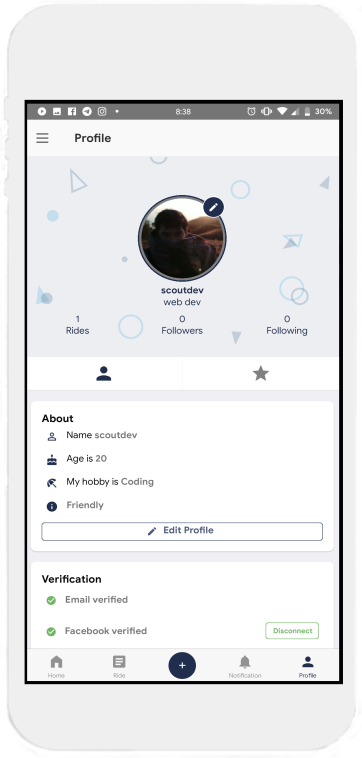 8:38
30%
Profile
scoutdev
web dev
1 0 0
Rides Followers Following
About
Name scoutdev
Age is 20
My hobby is Coding
Friendly
Edit Profile
Verification
Email verified
Facebook verified Disconnect
Home Ride Notification Profile